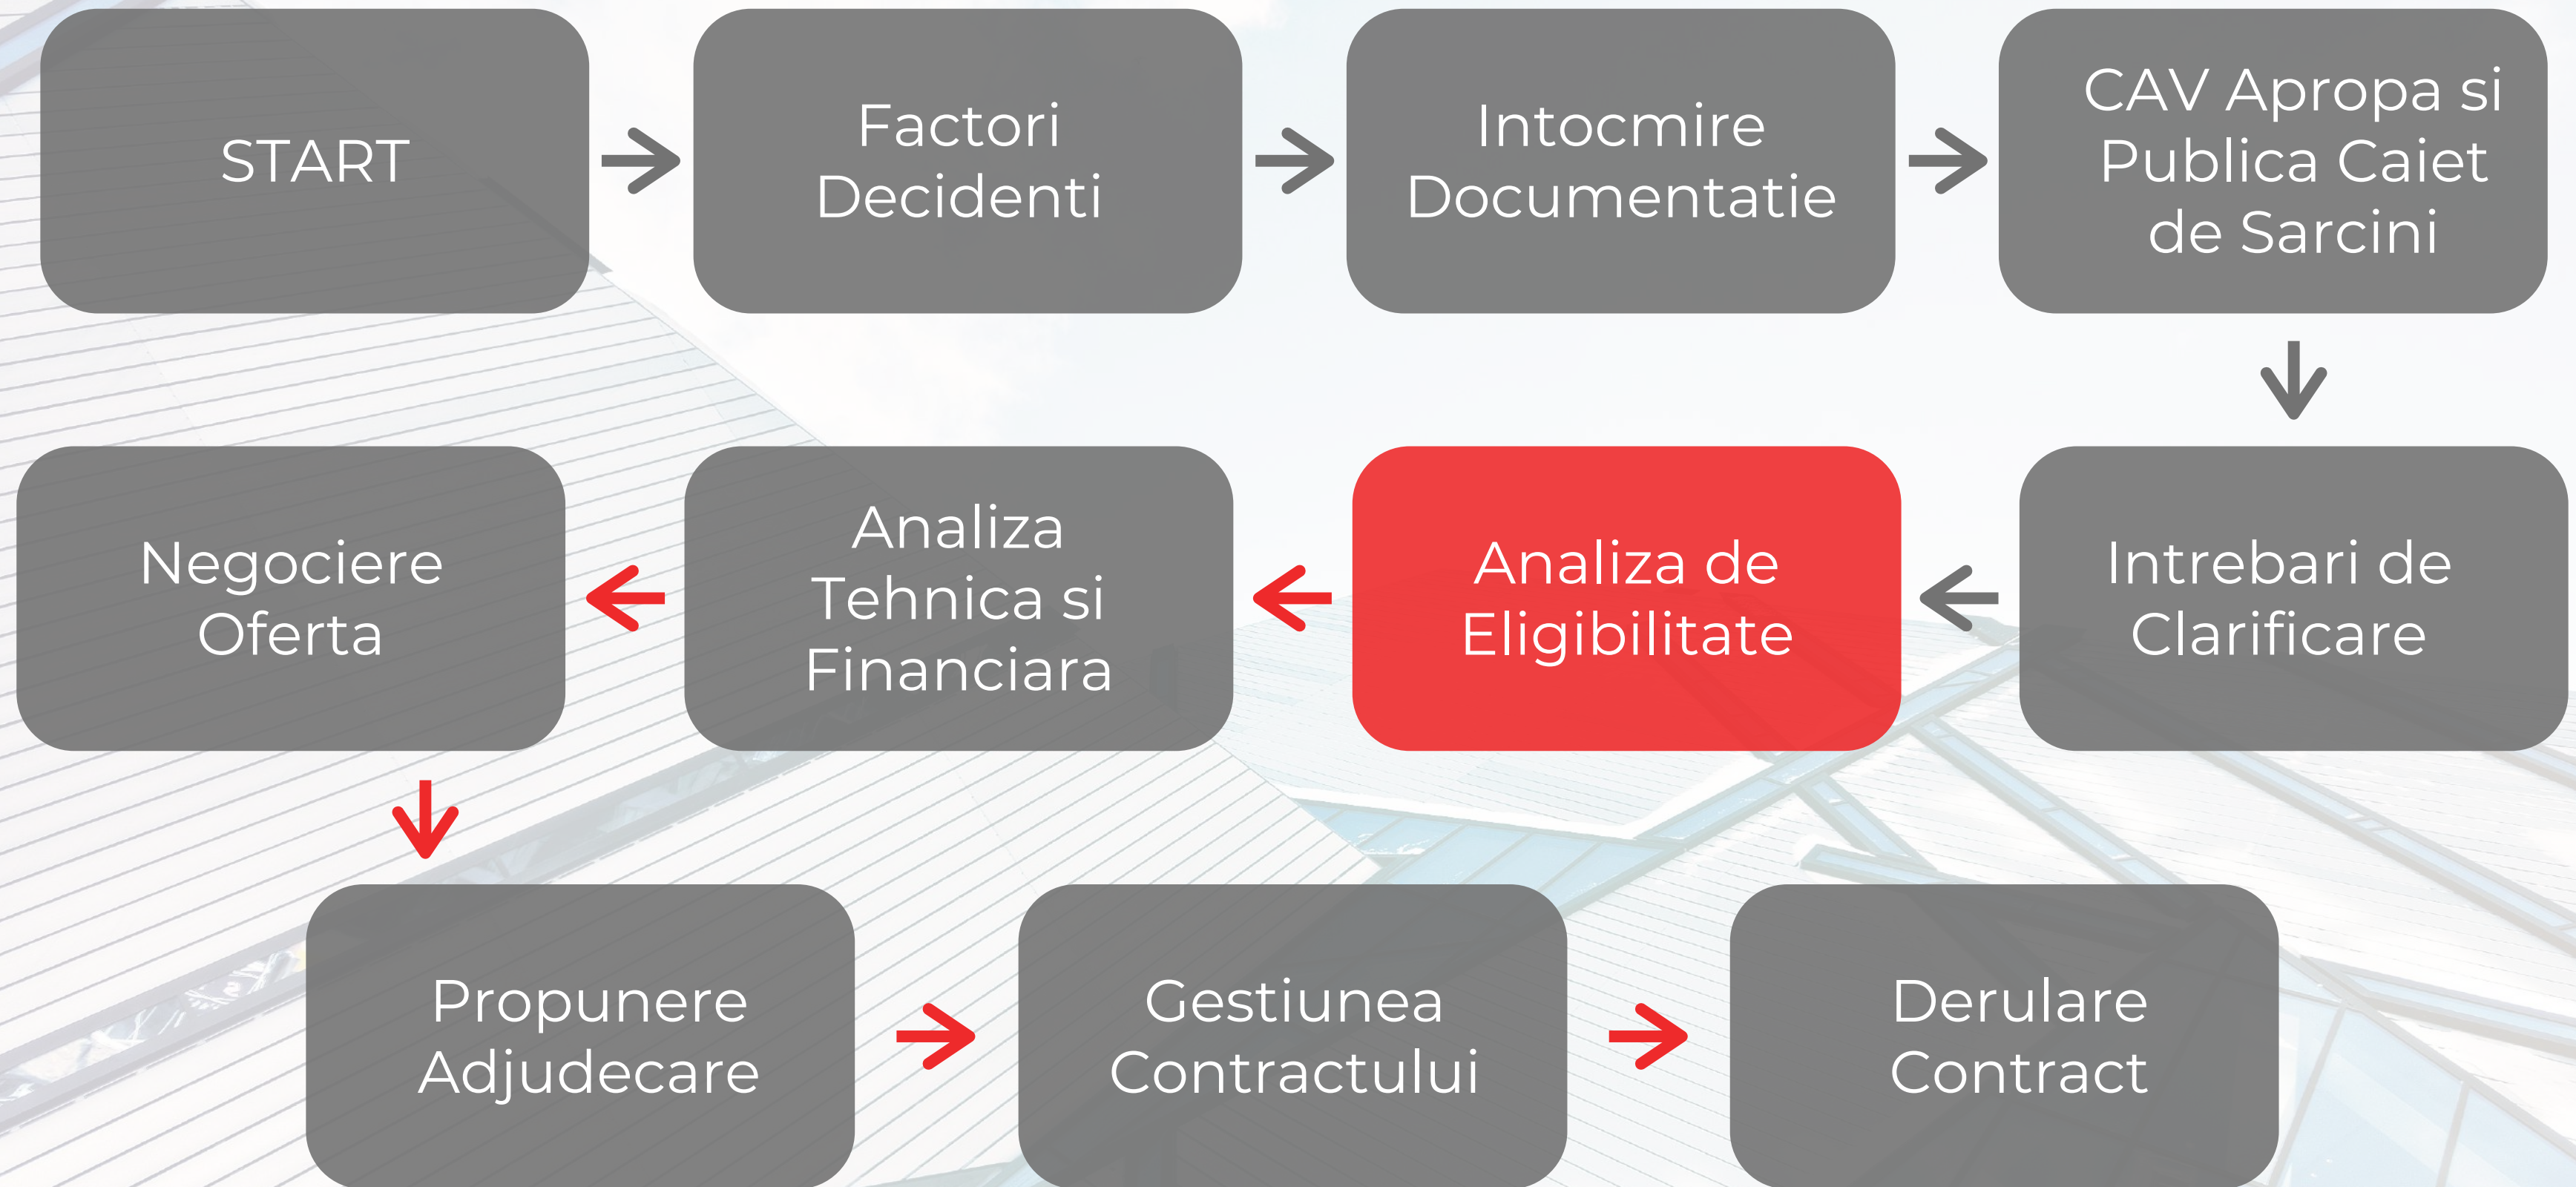 START
Factori
Decidenti
Intocmire
Documentatie
CAV Apropa si
Publica Caiet
de Sarcini
Intrebari de
Clarificare
Analiza de
Eligibilitate
Analiza
Tehnica si
Financiara
Negociere
Oferta
Propunere
Adjudecare
Gestiunea
Contractului
Derulare
Contract